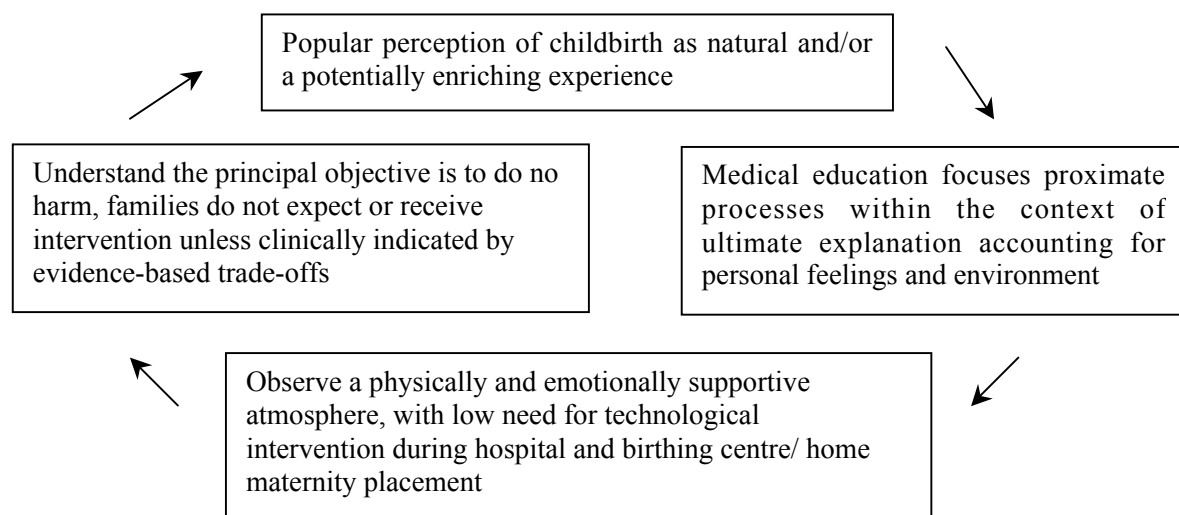 Popular perception of childbirth as natural and/or
a potentially enriching experience
Medical education focuses proximate
processes within the context of
ultimate explanation accounting for
personal feelings and environment
Observe a physically and emotionally supportive
atmosphere, with low need for technological
intervention during hospital and birthing centre/ home
maternity placement
Understand the principal objective is to do no
harm, families do not expect or receive
intervention unless clinically indicated by
evidence-based trade-offs